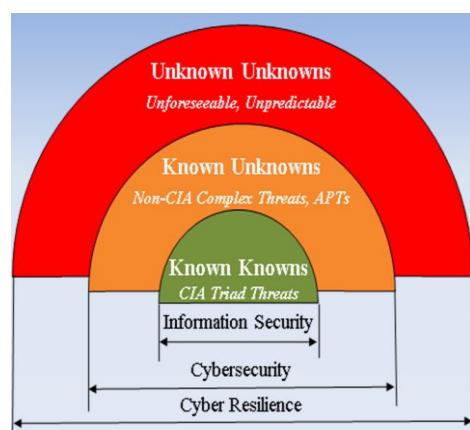 Unknown Unknowns
Unforeseeable, Unpredictable
Known Unknowns
Non-CIA Complex Threats, APTs
Known Knowns
CIA Triad Threats
Information Security
Cybersecurity
Cyber Resilience